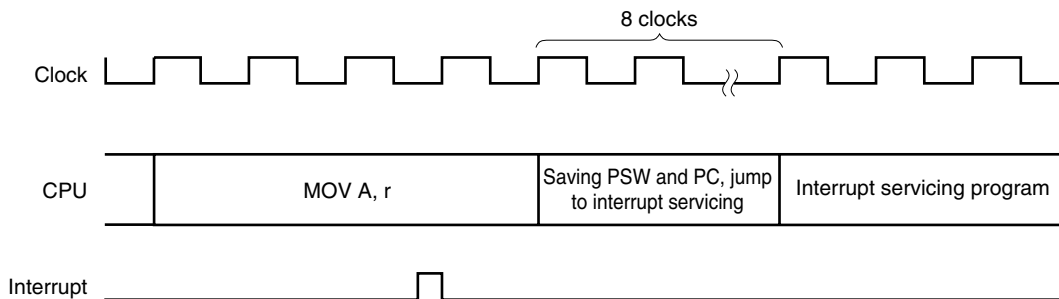 8 clocks
Clock
CPU
MOV A, r
Saving PSW and PC, jump
to interrupt servicing
Interrupt servicing program
Interrupt